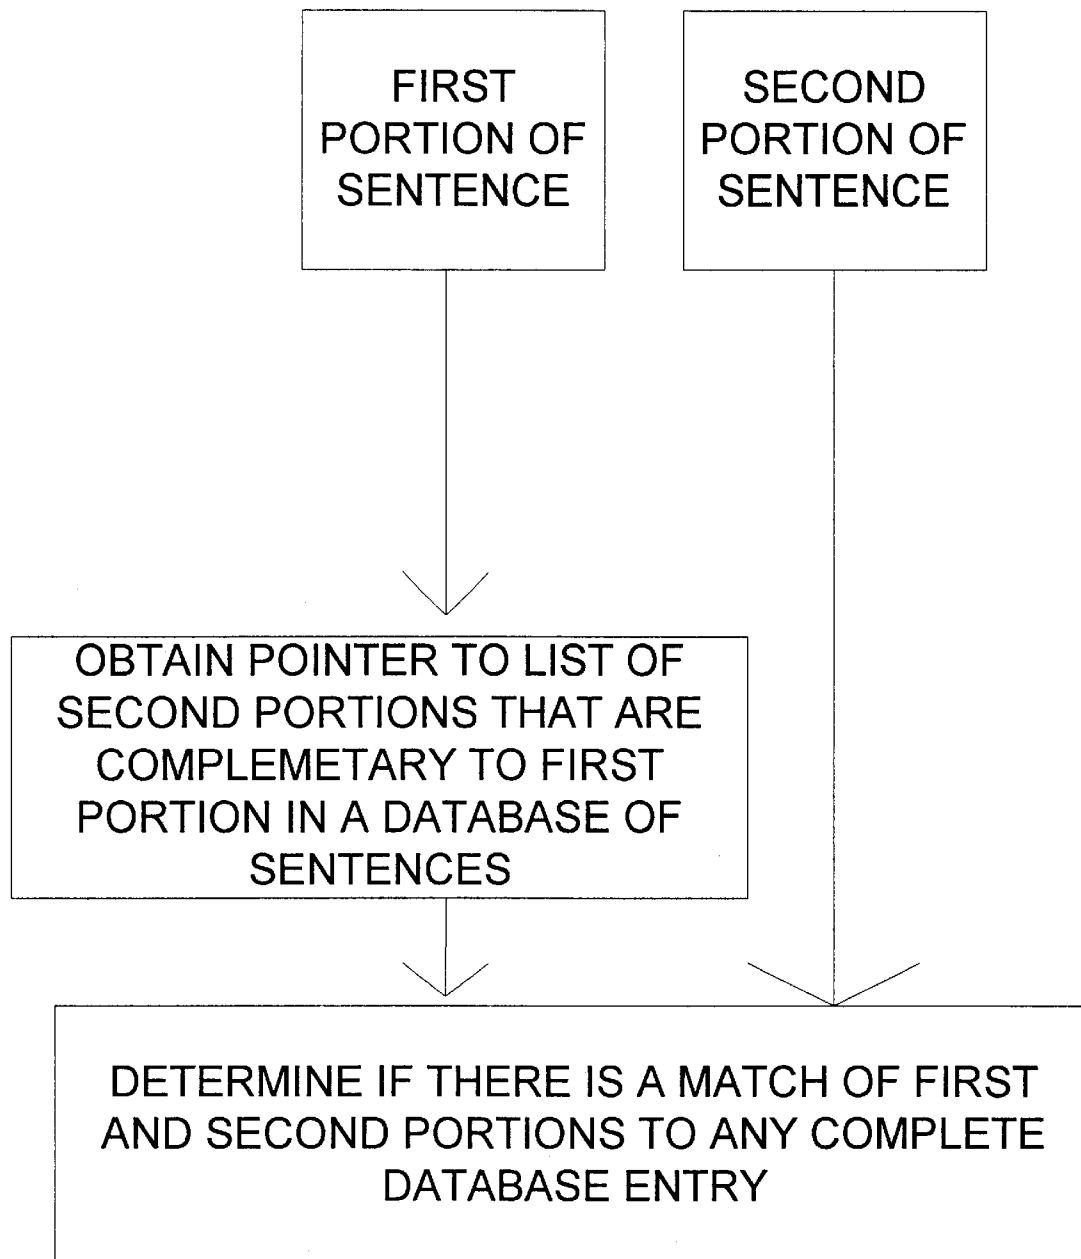 FIRST
PORTION OF
SENTENCE
SECOND
PORTION OF
SENTENCE
OBTAIN POINTER TO LIST OF
SECOND PORTIONS THAT ARE
COMPLEMETARY TO FIRST
PORTION IN A DATABASE OF
SENTENCES
DETERMINE IF THERE IS A MATCH OF FIRST
AND SECOND PORTIONS TO ANY COMPLETE
DATABASE ENTRY